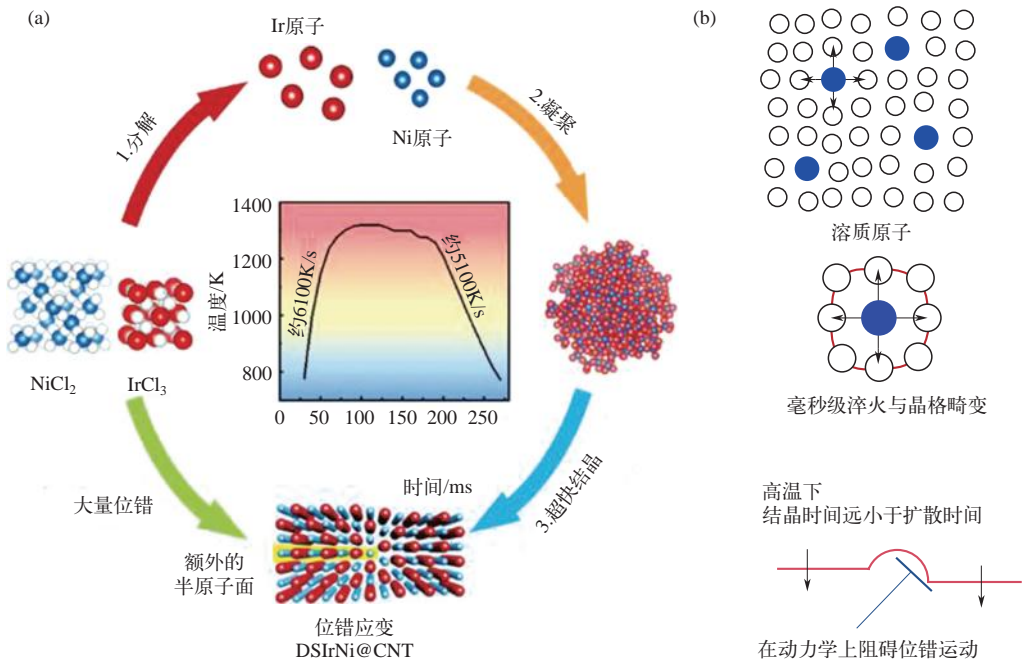 (a)
Ir原子
Ni原子
1.分解
2.凝聚
NiCl₂
IrCl₃
温度/K
1400
1200
1000
800
约6100K/s
约5100K/s
0 50 100 150 200 250
时间/ms
3.超快结晶
大量位错
额外的
半原子面
位错应变
DSIrNi@CNT
(b)
溶质原子
毫秒级淬火与晶格畸变
高温下
结晶时间远小于扩散时间
在动力学上阻碍位错运动